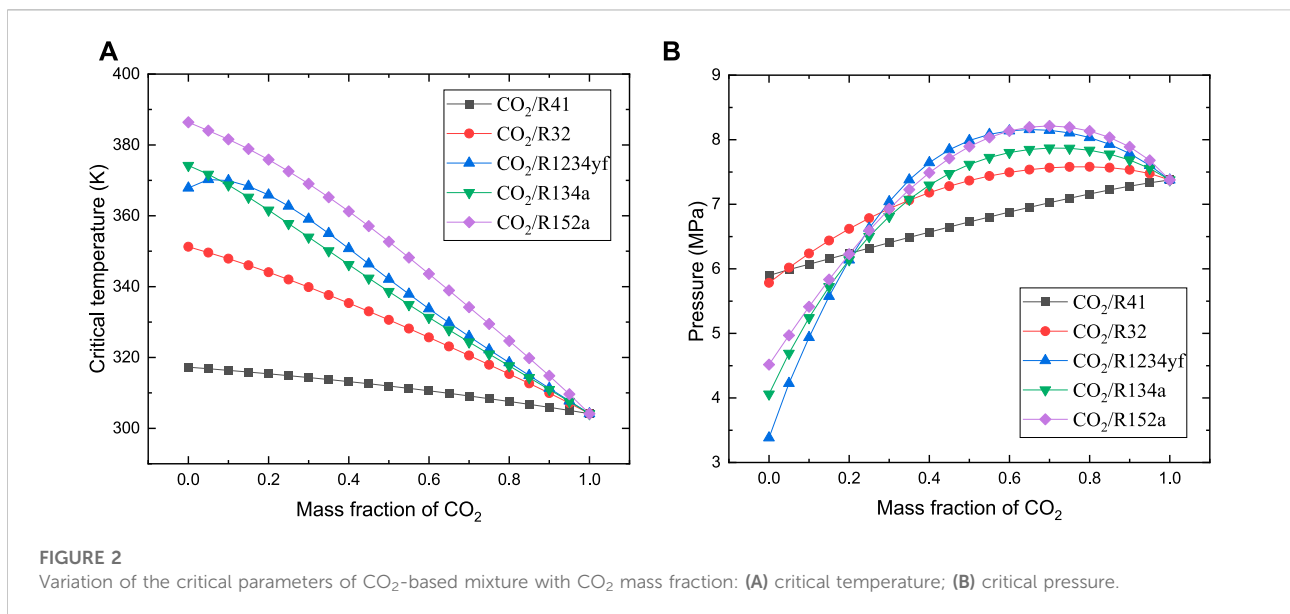 A
400
380
360
340
320
300
Critical temperature (K)
0.0 0.2 0.4 0.6 0.8 1.0
Mass fraction of CO₂
CO₂/R41
CO₂/R32
CO₂/R1234yf
CO₂/R134a
CO₂/R152a
B
9
8
7
6
5
4
3
Pressure (MPa)
0.0 0.2 0.4 0.6 0.8 1.0
Mass fraction of CO₂
CO₂/R41
CO₂/R32
CO₂/R1234yf
CO₂/R134a
CO₂/R152a
FIGURE 2
Variation of the critical parameters of CO₂-based mixture with CO₂ mass fraction: (A) critical temperature; (B) critical pressure.